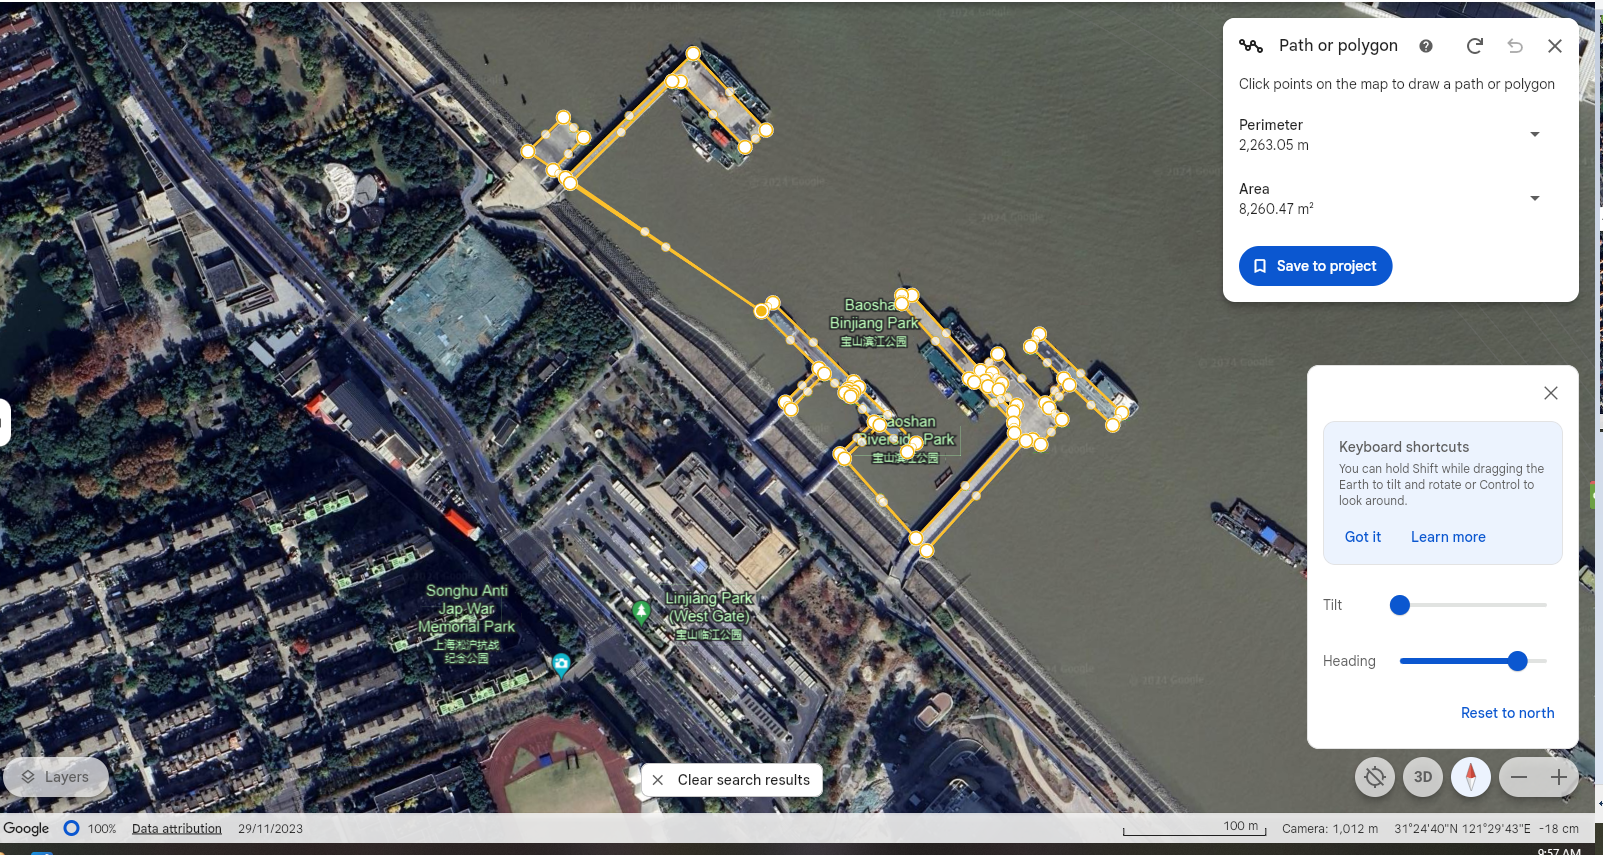 Path or polygon
Click points on the map to draw a path or polygon
Perimeter
2,263.05 m
Area
8,260.47 m²
Save to project
Baosha
Binjiang Park
宝山滨江公园
aoshan
Riverside Park
宝山滨江公园
Keyboard shortcuts
You can hold Shift while dragging the
Earth to tilt and rotate or Control to
look around.
Got it
Learn more
Tilt
Heading
Reset to north
Songhu Anti
Jap War
Memorial Park
上海淞沪抗战
纪念公园
Linjiang Park
(West Gate)
宝山临江公园
Layers
Clear search results
3D
Google
100%
Data attribution
29/11/2023
100 m
Camera: 1,012 m
31°24'40"N 121°29'43"E
-18 cm
9:57 AM